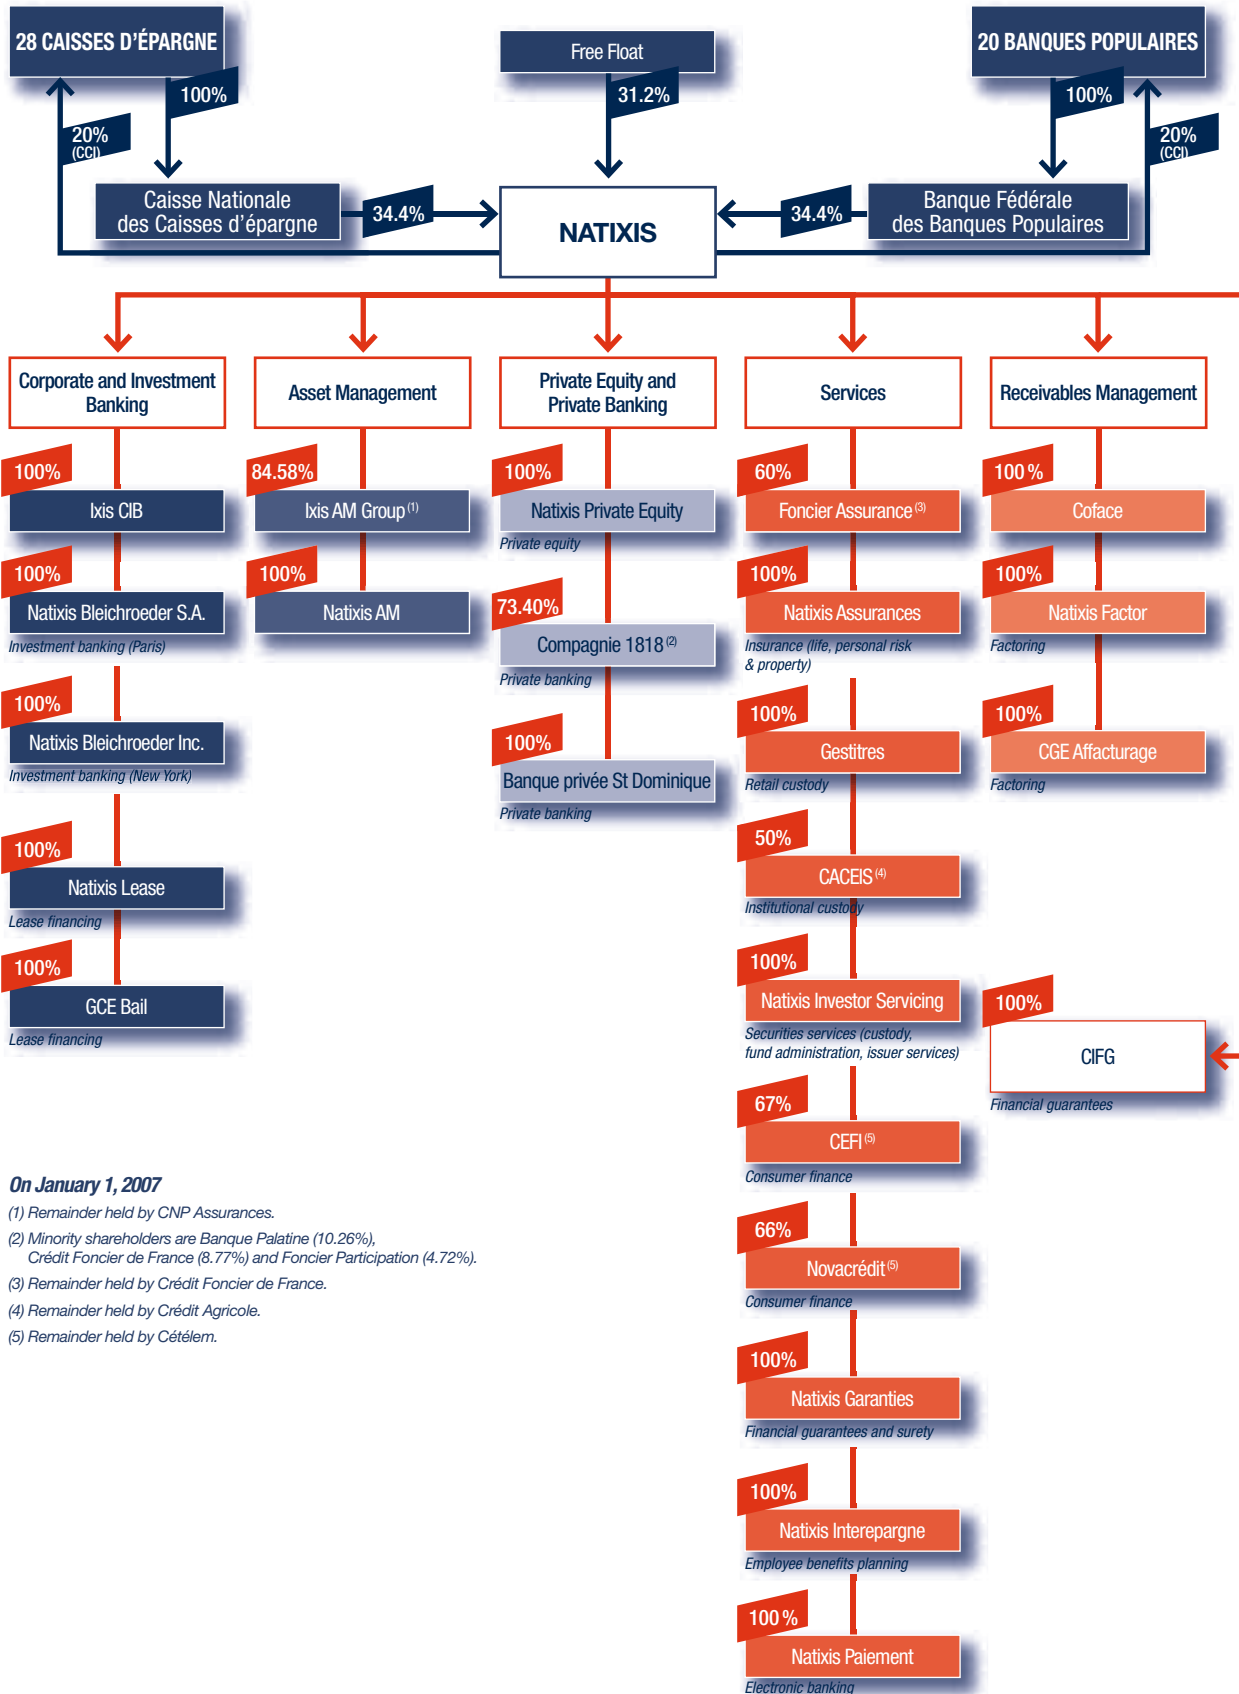 28 CAISSES D'ÉPARGNE
100%
20%
(CCI)
Caisse Nationale
des Caisses d'épargne
34.4%
Free Float
31.2%
NATIXIS
20 BANQUES POPULAIRES
100%
20%
(CCI)
Banque Fédérale
des Banques Populaires
34.4%
Corporate and Investment
Banking
100%
Ixis CIB
100%
Natixis Bleichroeder S.A.
Investment banking (Paris)
100%
Natixis Bleichroeder Inc.
Investment banking (New York)
100%
Natixis Lease
Lease financing
100%
GCE Bail
Lease financing
Asset Management
84.58%
Ixis AM Group (1)
100%
Natixis AM
Private Equity and
Private Banking
100%
Natixis Private Equity
Private equity
73.40%
Compagnie 1818 (2)
Private banking
100%
Banque privée St Dominique
Private banking
Services
60%
Foncier Assurance (3)
100%
Natixis Assurances
Insurance (life, personal risk
& property)
100%
Gestitres
Retail custody
50%
CACEIS (4)
Institutional custody
100%
Natixis Investor Servicing
Securities services (custody,
fund administration, issuer services)
67%
CEFI (5)
Consumer finance
66%
Novacrédit (5)
Consumer finance
100%
Natixis Garanties
Financial guarantees and surety
100%
Natixis Interepargne
Employee benefits planning
100 %
Natixis Paiement
Electronic banking
Receivables Management
100 %
Coface
100%
Natixis Factor
Factoring
100%
CGE Affacturage
Factoring
100%
CIFG
Financial guarantees
On January 1, 2007
(1) Remainder held by CNP Assurances.
(2) Minority shareholders are Banque Palatine (10.26%),
Crédit Foncier de France (8.77%) and Foncier Participation (4.72%).
(3) Remainder held by Crédit Foncier de France.
(4) Remainder held by Crédit Agricole.
(5) Remainder held by Cétélem.